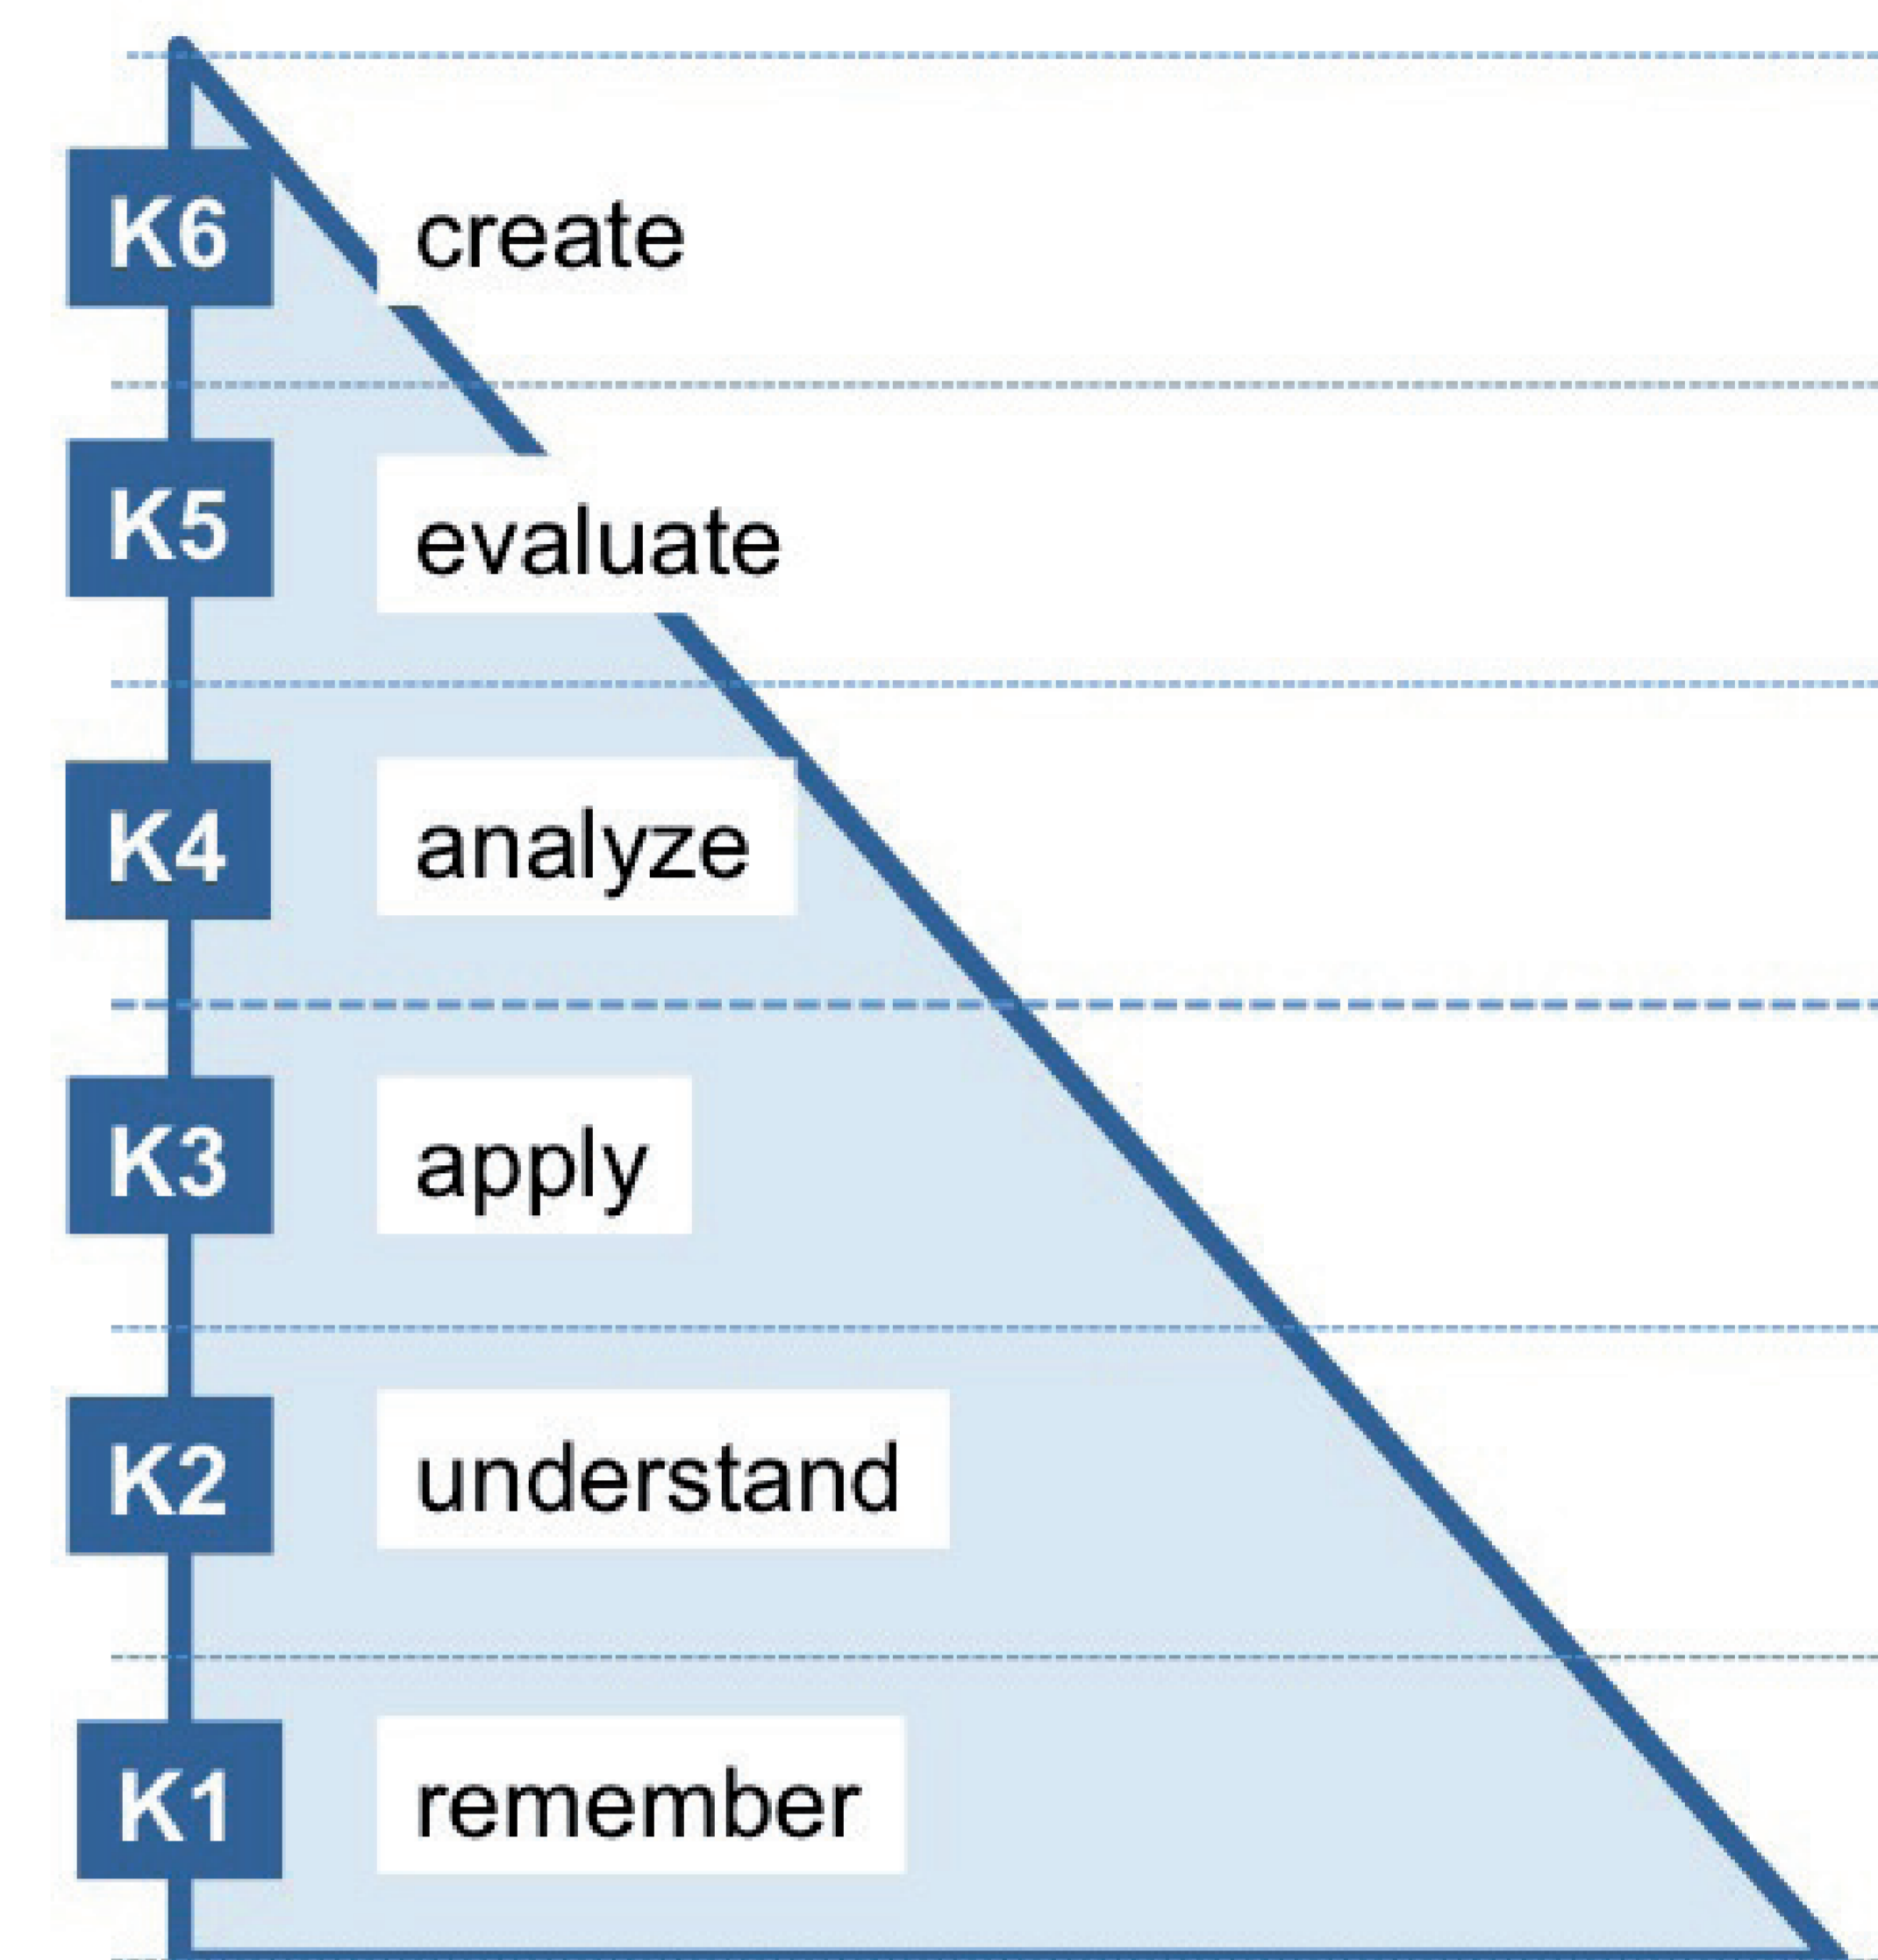 K6 create
K5 evaluate
K4 analyze
K3 apply
K2 understand
K1 remember